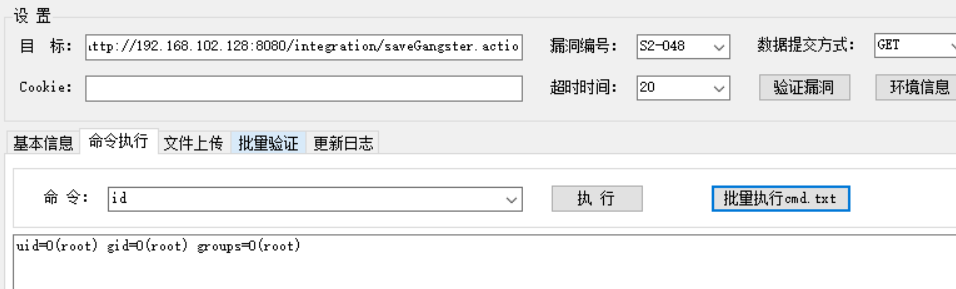 设 置
目 标： ttp://192.168.102.128:8080/integration/saveGangster.actio 漏洞编号： S2-048 数据提交方式： GET
Cookie： 超时时间： 20 验证漏洞 环境信息
基本信息 命令执行 文件上传 批量验证 更新日志
命 令： id 执 行 批量执行cmd.txt
uid=0(root) gid=0(root) groups=0(root)